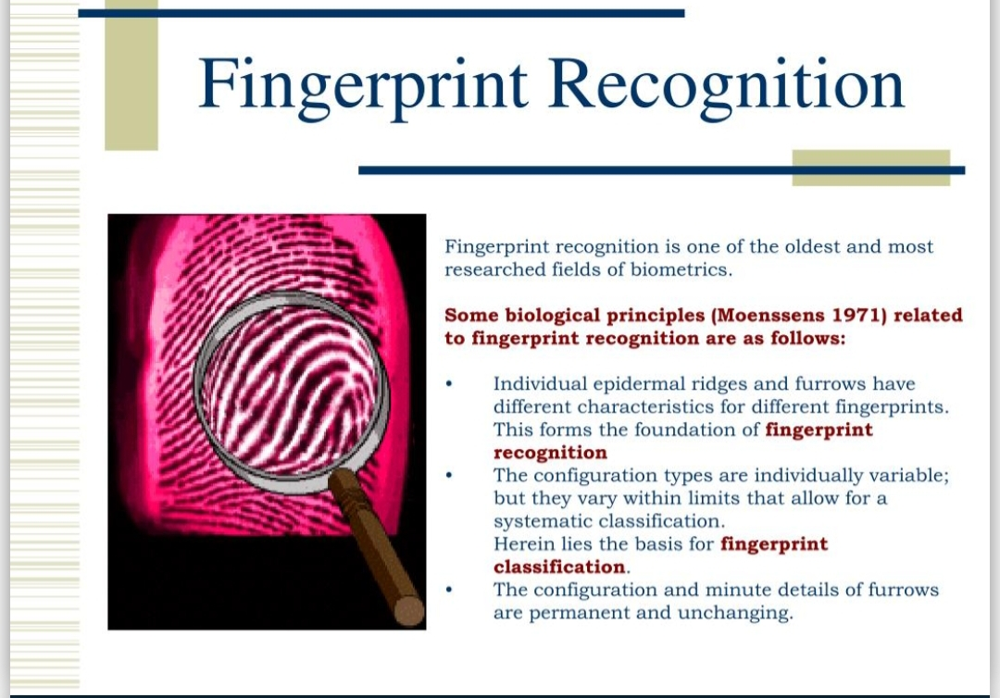 Fingerprint Recognition
Fingerprint recognition is one of the oldest and most
researched fields of biometrics.
Some biological principles (Moenssens 1971) related
to fingerprint recognition are as follows:
• Individual epidermal ridges and furrows have
different characteristics for different fingerprints.
This forms the foundation of fingerprint
recognition
• The configuration types are individually variable;
but they vary within limits that allow for a
systematic classification.
Herein lies the basis for fingerprint
classification.
• The configuration and minute details of furrows
are permanent and unchanging.